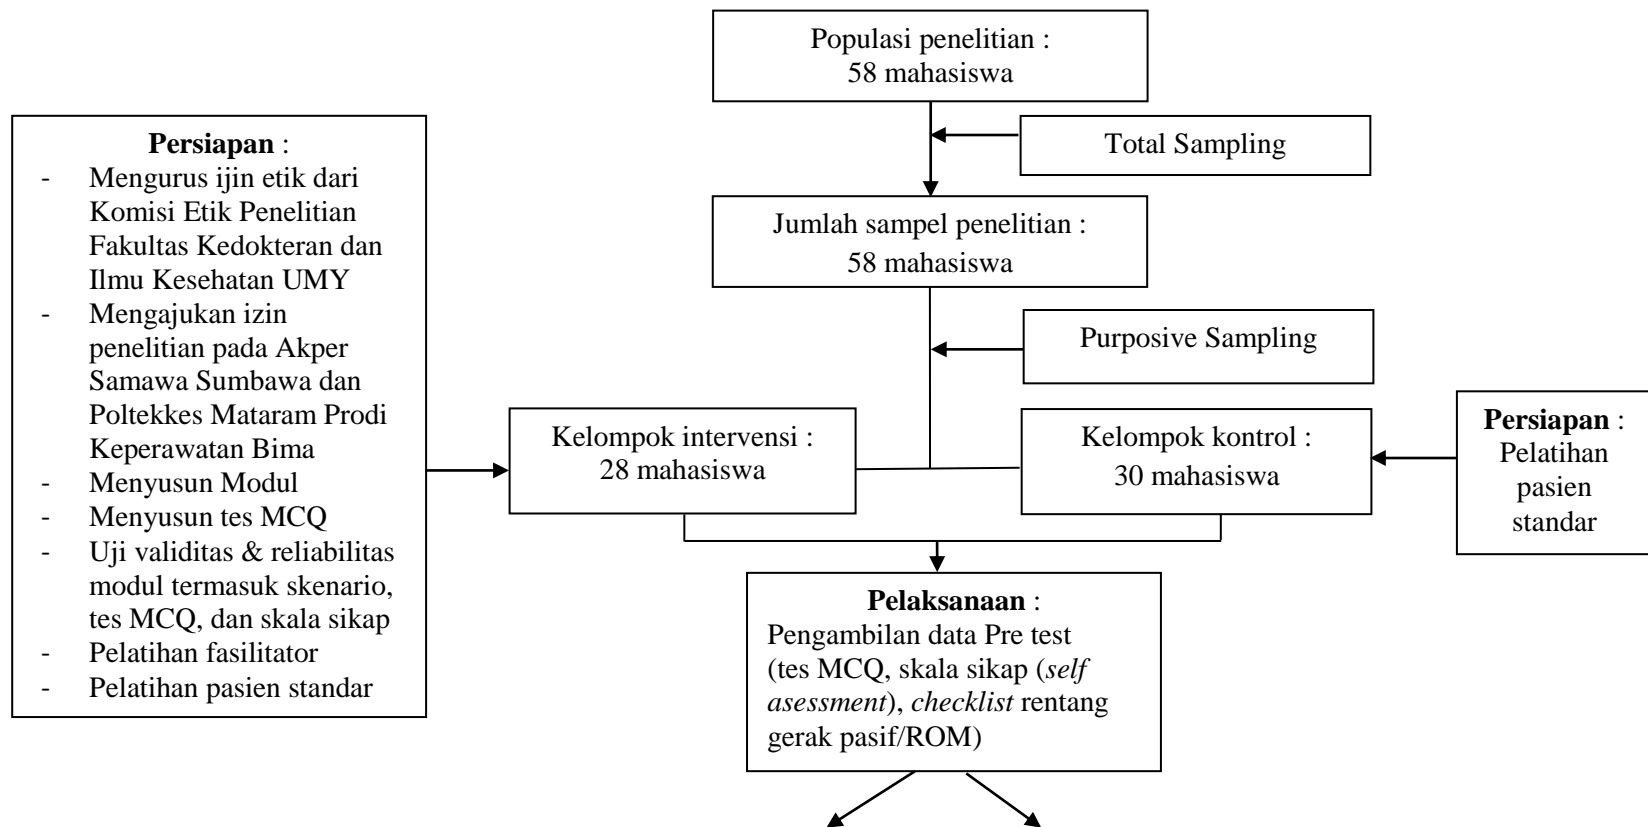 Populasi penelitian :
58 mahasiswa
Total Sampling
Jumlah sampel penelitian :
58 mahasiswa
Purposive Sampling
Persiapan :
- Mengurus ijin etik dari
Komisi Etik Penelitian
Fakultas Kedokteran dan
Ilmu Kesehatan UMY
- Mengajukan izin
penelitian pada Akper
Samawa Sumbawa dan
Poltekkes Mataram Prodi
Keperawatan Bima
- Menyusun Modul
- Menyusun tes MCQ
- Uji validitas & reliabilitas
modul termasuk skenario,
tes MCQ, dan skala sikap
- Pelatihan fasilitator
- Pelatihan pasien standar
Kelompok intervensi :
28 mahasiswa
Kelompok kontrol :
30 mahasiswa
Persiapan :
Pelatihan
pasien
standar
Pelaksanaan :
Pengambilan data Pre test
(tes MCQ, skala sikap (self
asessment), checklist rentang
gerak pasif/ROM)